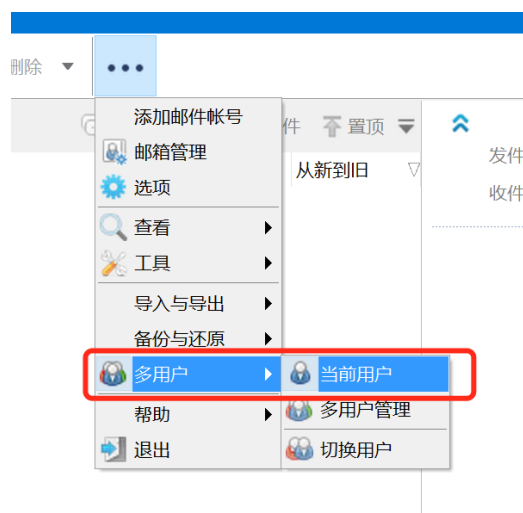 删除
添加邮件帐号
件 置顶
邮箱管理
发件
从新到旧
选项
收件
查看
工具
导入与导出
备份与还原
多用户
当前用户
帮助
多用户管理
退出
切换用户